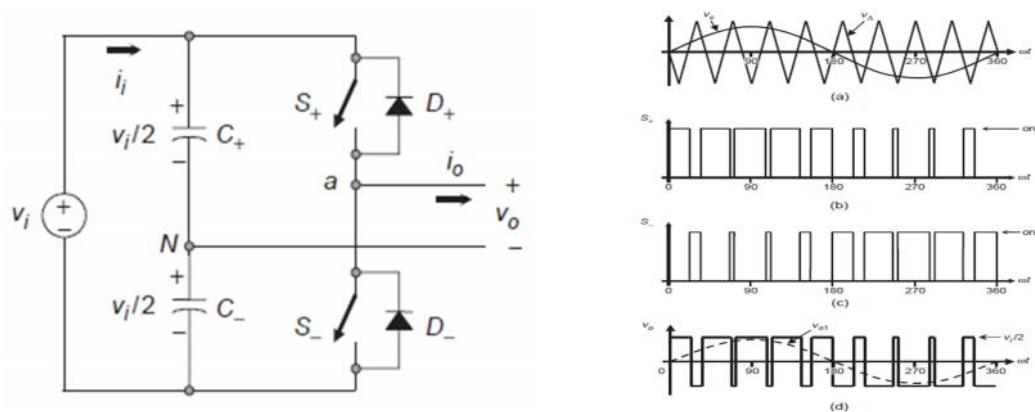 i_i
+
v_i/2
C_+
−
S_+
D_+
v_i
+
−
a
i_o
+
v_o
−
N
+
v_i/2
C_−
−
S_−
D_−
v_c
v_Δ
ωt
90
180
270
360
(a)
S_+
on
ωt
0
90
180
270
360
(b)
S_−
on
ωt
0
90
180
270
360
(c)
v_o
v_o1
v_i/2
ωt
0
90
180
270
360
(d)